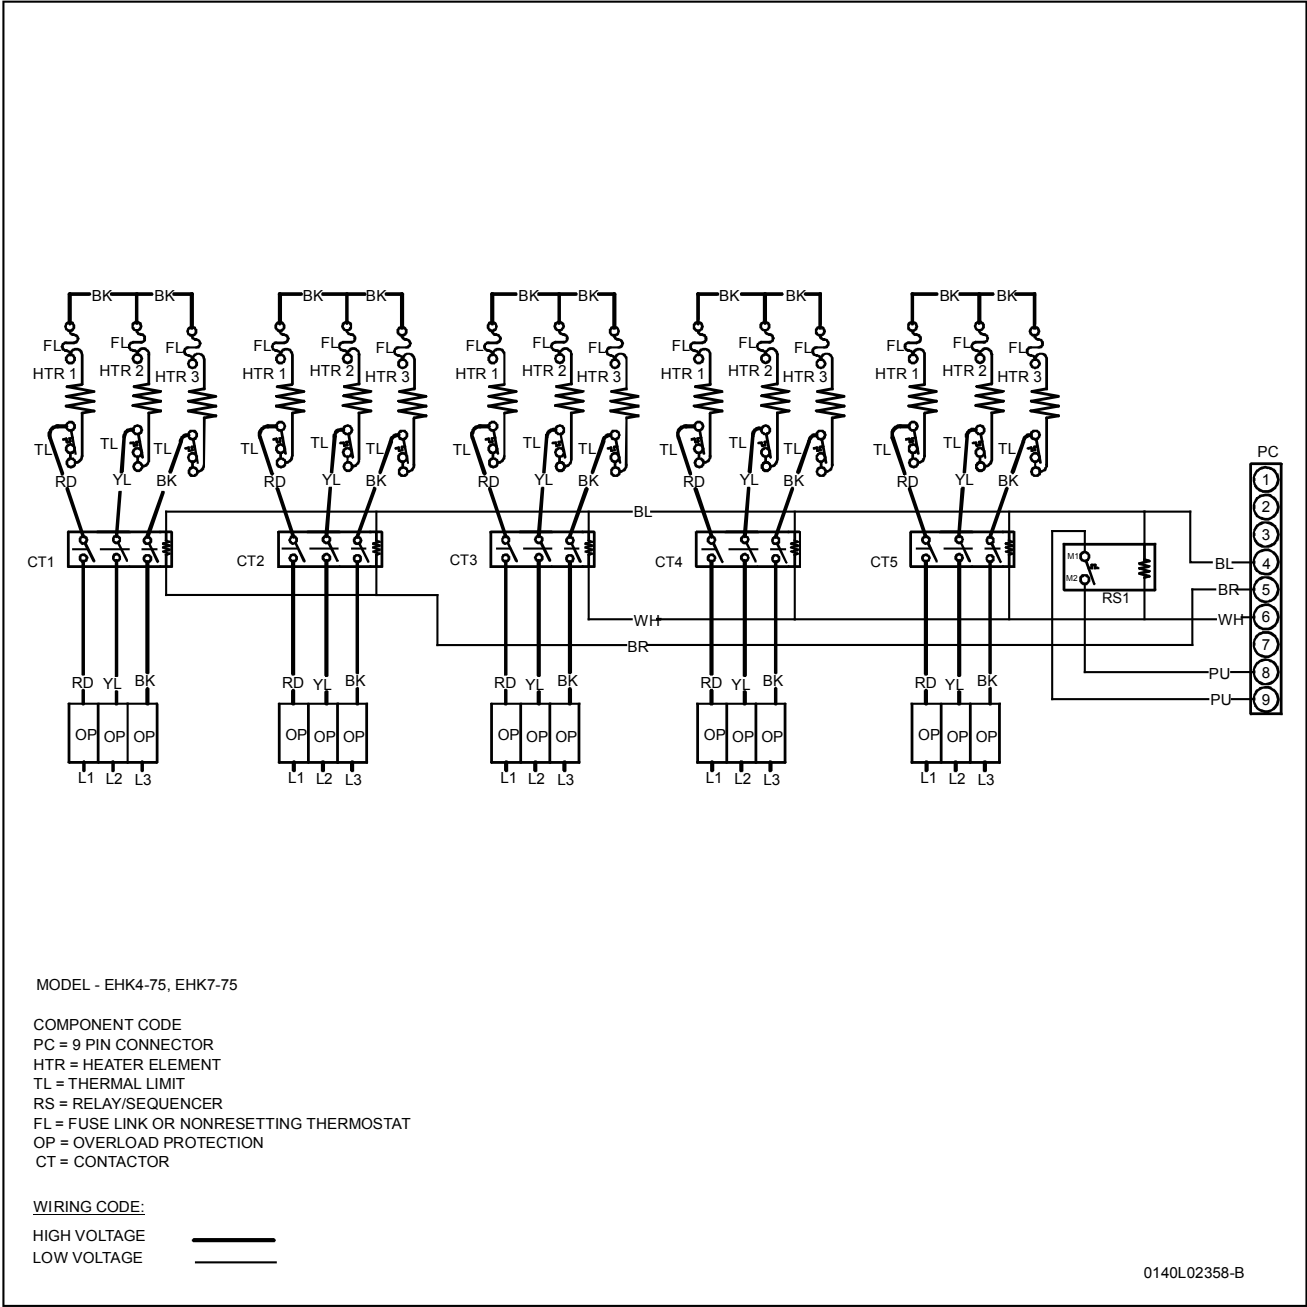 BK BK BK BK BK BK BK BK BK BK
FL FL FL FL FL FL FL FL FL FL FL FL FL FL FL
HTR 1 HTR 2 HTR 3 HTR 1 HTR 2 HTR 3 HTR 1 HTR 2 HTR 3 HTR 1 HTR 2 HTR 3 HTR 1 HTR 2 HTR 3
TL TL TL TL TL TL TL TL TL TL TL TL TL TL TL
RD YL BK RD YL BK RD YL BK RD YL BK RD YL BK
PC
1
2
3
4
5
6
7
8
9
BL
CT1 CT2 CT3 CT4 CT5
M1
M2
RS1
BL
BR
WH
WH
BR
PU
PU
RD YL BK RD YL BK RD YL BK RD YL BK RD YL BK
OP OP OP OP OP OP OP OP OP OP OP OP OP OP OP
L1 L2 L3 L1 L2 L3 L1 L2 L3 L1 L2 L3 L1 L2 L3
MODEL - EHK4-75, EHK7-75
COMPONENT CODE
PC = 9 PIN CONNECTOR
HTR = HEATER ELEMENT
TL = THERMAL LIMIT
RS = RELAY/SEQUENCER
FL = FUSE LINK OR NONRESETTING THERMOSTAT
OP = OVERLOAD PROTECTION
CT = CONTACTOR
WIRING CODE:
HIGH VOLTAGE
LOW VOLTAGE
0140L02358-B